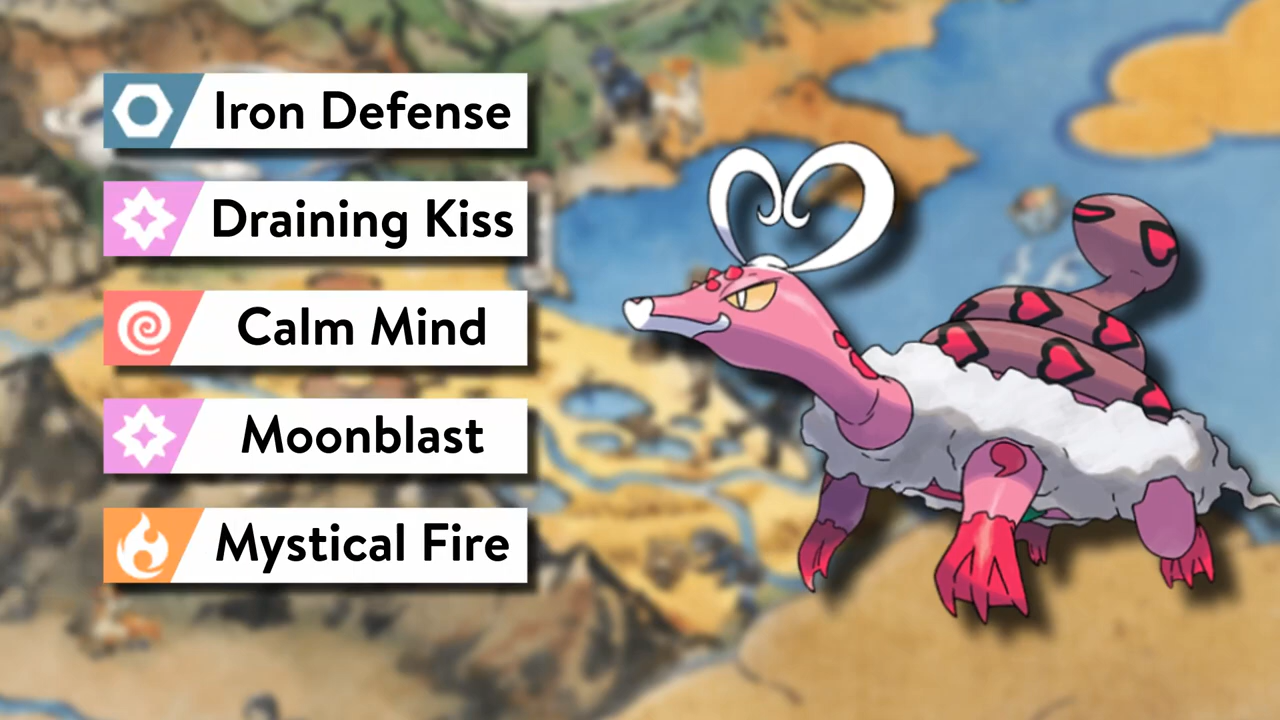 Iron Defense
Draining Kiss
Calm Mind
Moonblast
Mystical Fire